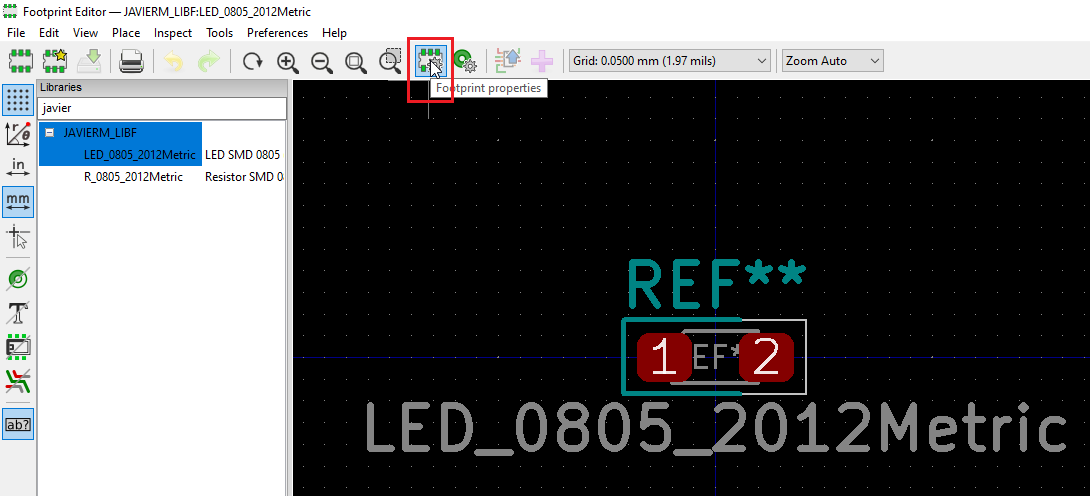 Footprint Editor — JAVIERM_LIBF:LED_0805_2012Metric
File Edit View Place Inspect Tools Preferences Help
Grid: 0.0500 mm (1.97 mils) Zoom Auto
Footprint properties
Libraries
javier
JAVIERM_LIBF
LED_0805_2012Metric LED SMD 0805
R_0805_2012Metric Resistor SMD 0
in
mm
ab?
REF**
1 EF* 2
LED_0805_2012Metric